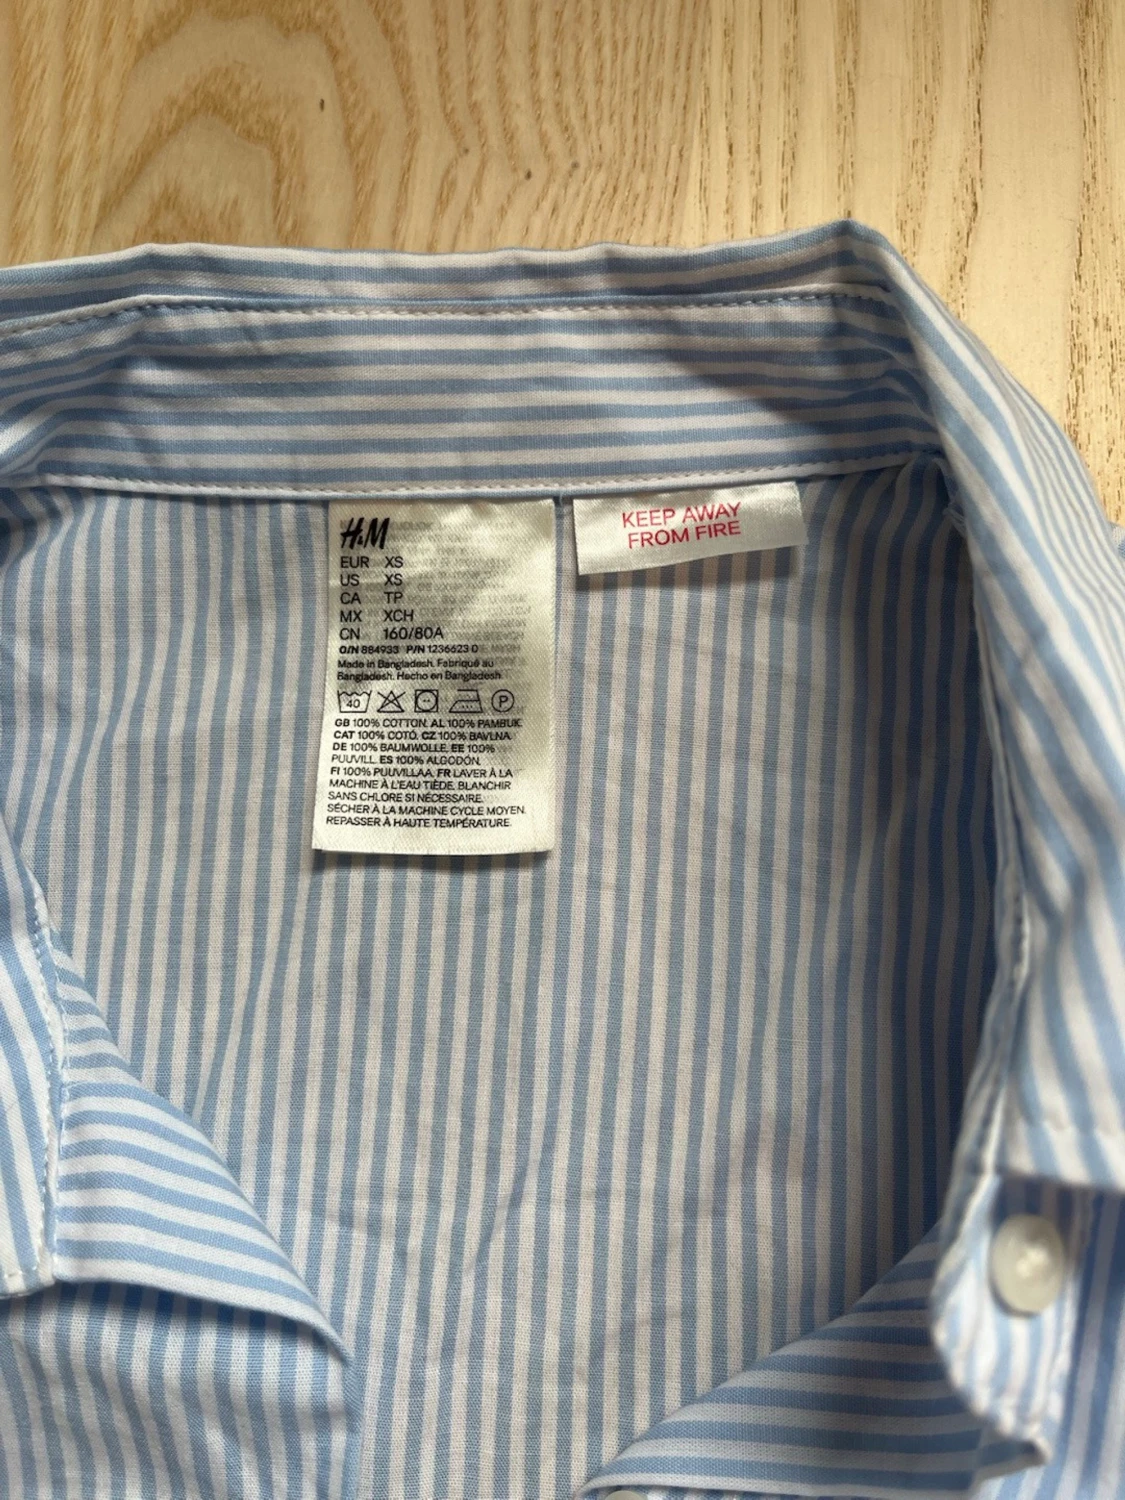 H&M
EUR XS
US XS
CA TP
MX XCH
CN 160/80A
O/N 884933 P/N 1236623 0
Made in Bangladesh. Fabriqué au
Bangladesh. Hecho en Bangladesh
40 P
GB 100% COTTON. AL 100% PAMBUK.
CAT 100% COTÓ. CZ 100% BAVLNA.
DE 100% BAUMWOLLE. EE 100%
PUUVILL. ES 100% ALGODÓN.
FI 100% PUUVILLAA. FR LAVER À LA
MACHINE À L'EAU TIÈDE. BLANCHIR
SANS CHLORE SI NÉCESSAIRE.
SÉCHER À LA MACHINE CYCLE MOYEN.
REPASSER À HAUTE TEMPÉRATURE.
KEEP AWAY
FROM FIRE